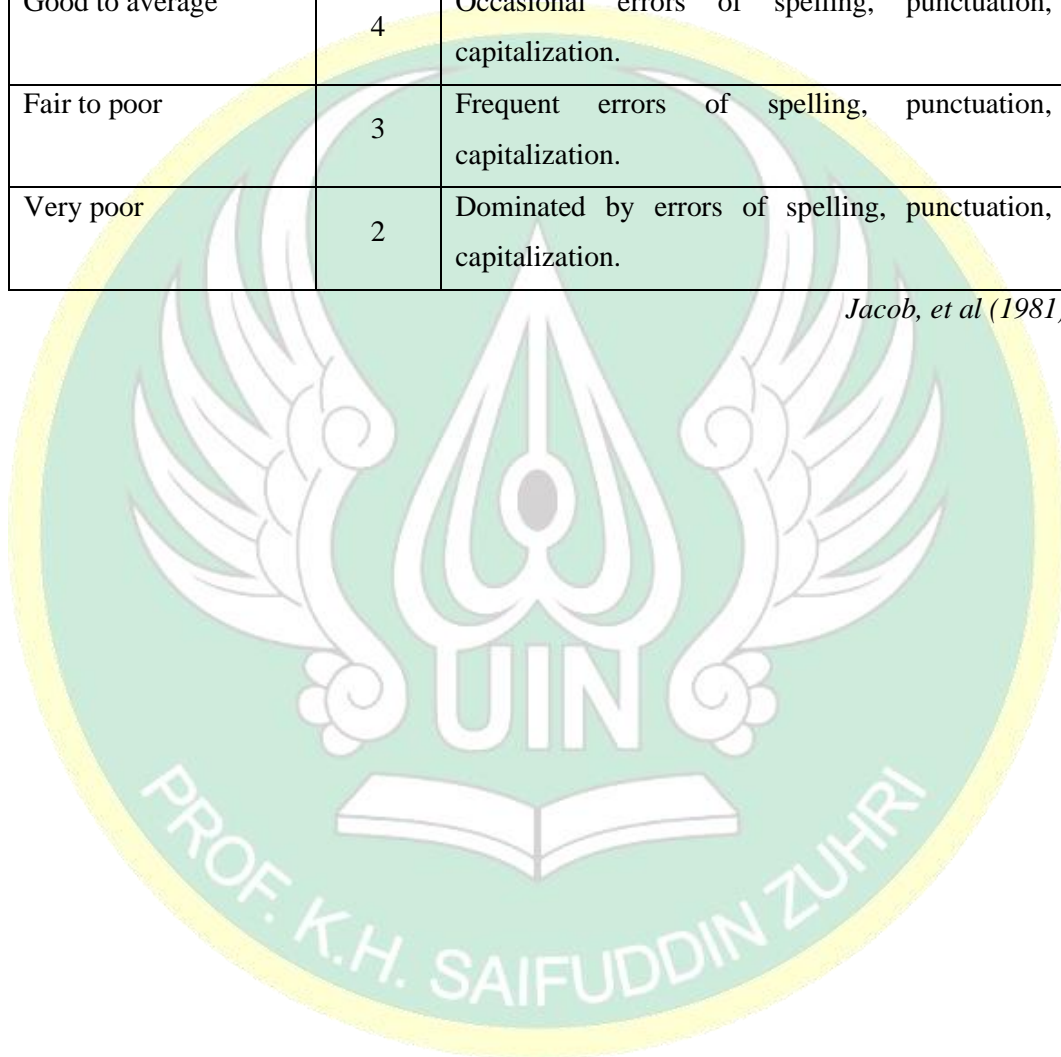 Good to average
4
Occasional errors of spelling, punctuation,
capitalization.
Fair to poor
3
Frequent errors of spelling, punctuation,
capitalization.
Very poor
2
Dominated by errors of spelling, punctuation,
capitalization.
Jacob, et al (1981)
UIN
PROF. K.H. SAIFUDDIN ZUHRI